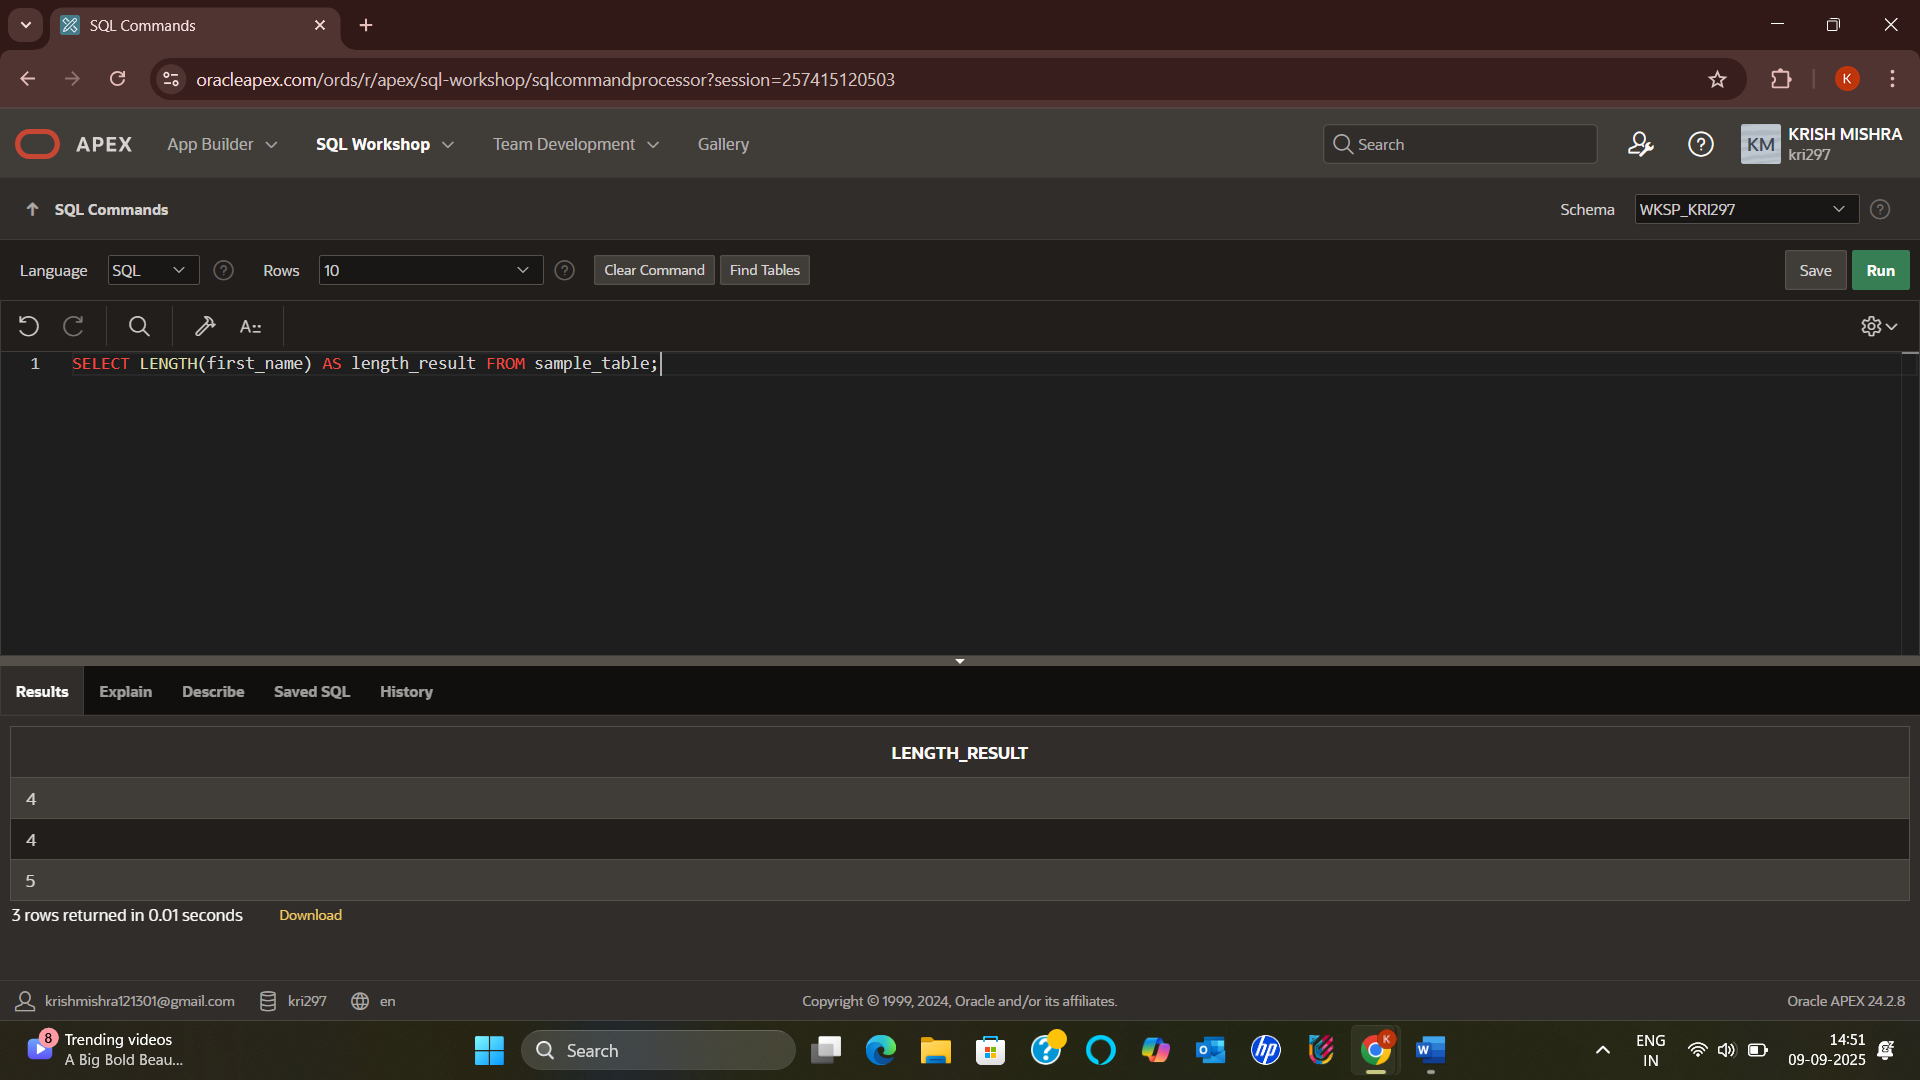 SQL Commands
oracleapex.com/ords/r/apex/sql-workshop/sqlcommandprocessor?session=257415120503
K
APEX
App Builder
SQL Workshop
Team Development
Gallery
Search
KM
KRISH MISHRA
kri297
SQL Commands
Schema
WKSP_KRI297
Language
SQL
Rows
10
Clear Command
Find Tables
Save
Run
1 SELECT LENGTH(first_name) AS length_result FROM sample_table;
Results
Explain
Describe
Saved SQL
History
LENGTH_RESULT
4
4
5
3 rows returned in 0.01 seconds
Download
krishmishra121301@gmail.com
kri297
en
Copyright © 1999, 2024, Oracle and/or its affiliates.
Oracle APEX 24.2.8
8
Trending videos
A Big Bold Beau...
Search
hp
K
W
ENG
IN
14:51
09-09-2025